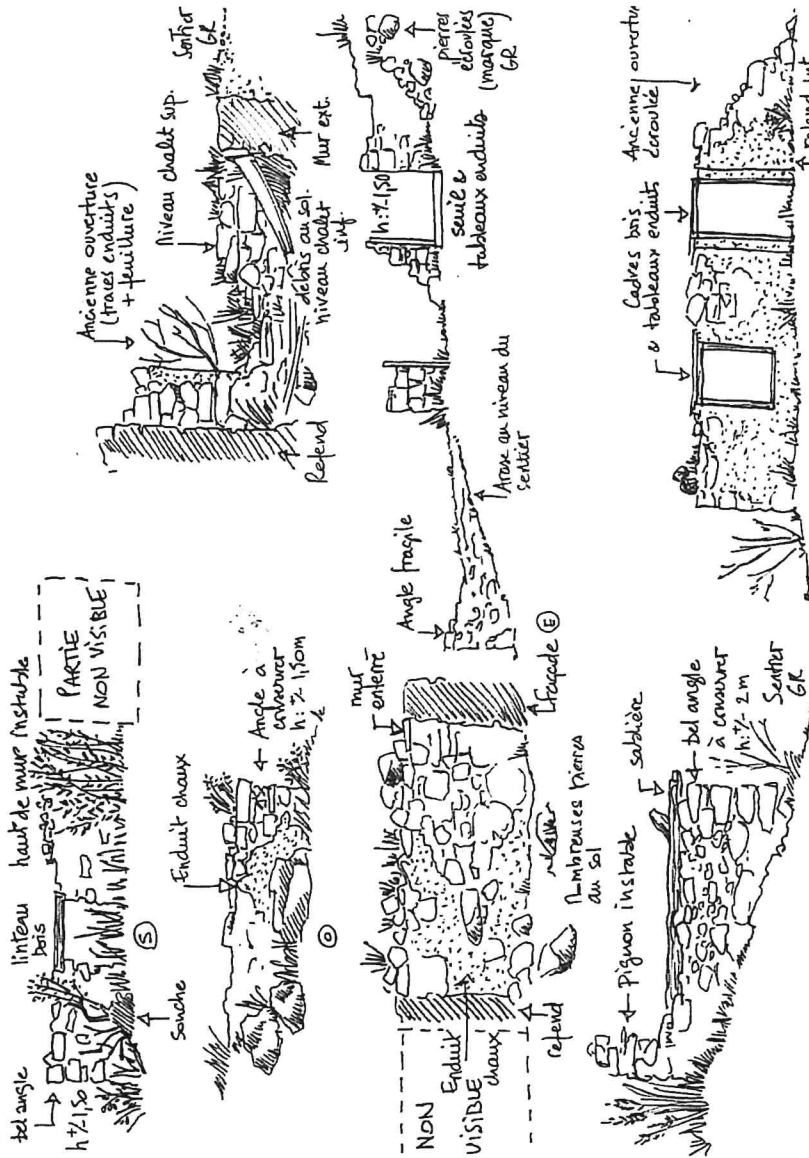 bel angle
h +/- 1,50
linteau
bois
haut de mur instable
PARTIE
NON VISIBLE
Souche
S
Ancienne ouverture
(traces enduits
+ feuillure)
Niveau chalet sup.
Sentier
GR
Refend
débris au sol.
niveau chalet
inf.
Mur ext.
Enduit chaux
Angle à
conserver
h: +/- 1,50m
O
Angle fragile
Arase au niveau du
sentier
h: +/- 1,50
seuil &
tableaux enduits
pierres
écroulées
(marque)
GR
E
NON
VISIBLE
Enduit
chaux
refend
mur
enterré
façade
Nombreuses pierres
au sol
Cadres bois
& tableaux enduits
Ancienne ouverture
écroulée
Pignon instable
sablière
bel angle
à conserver
h +/- 2 m
Sentier
GR